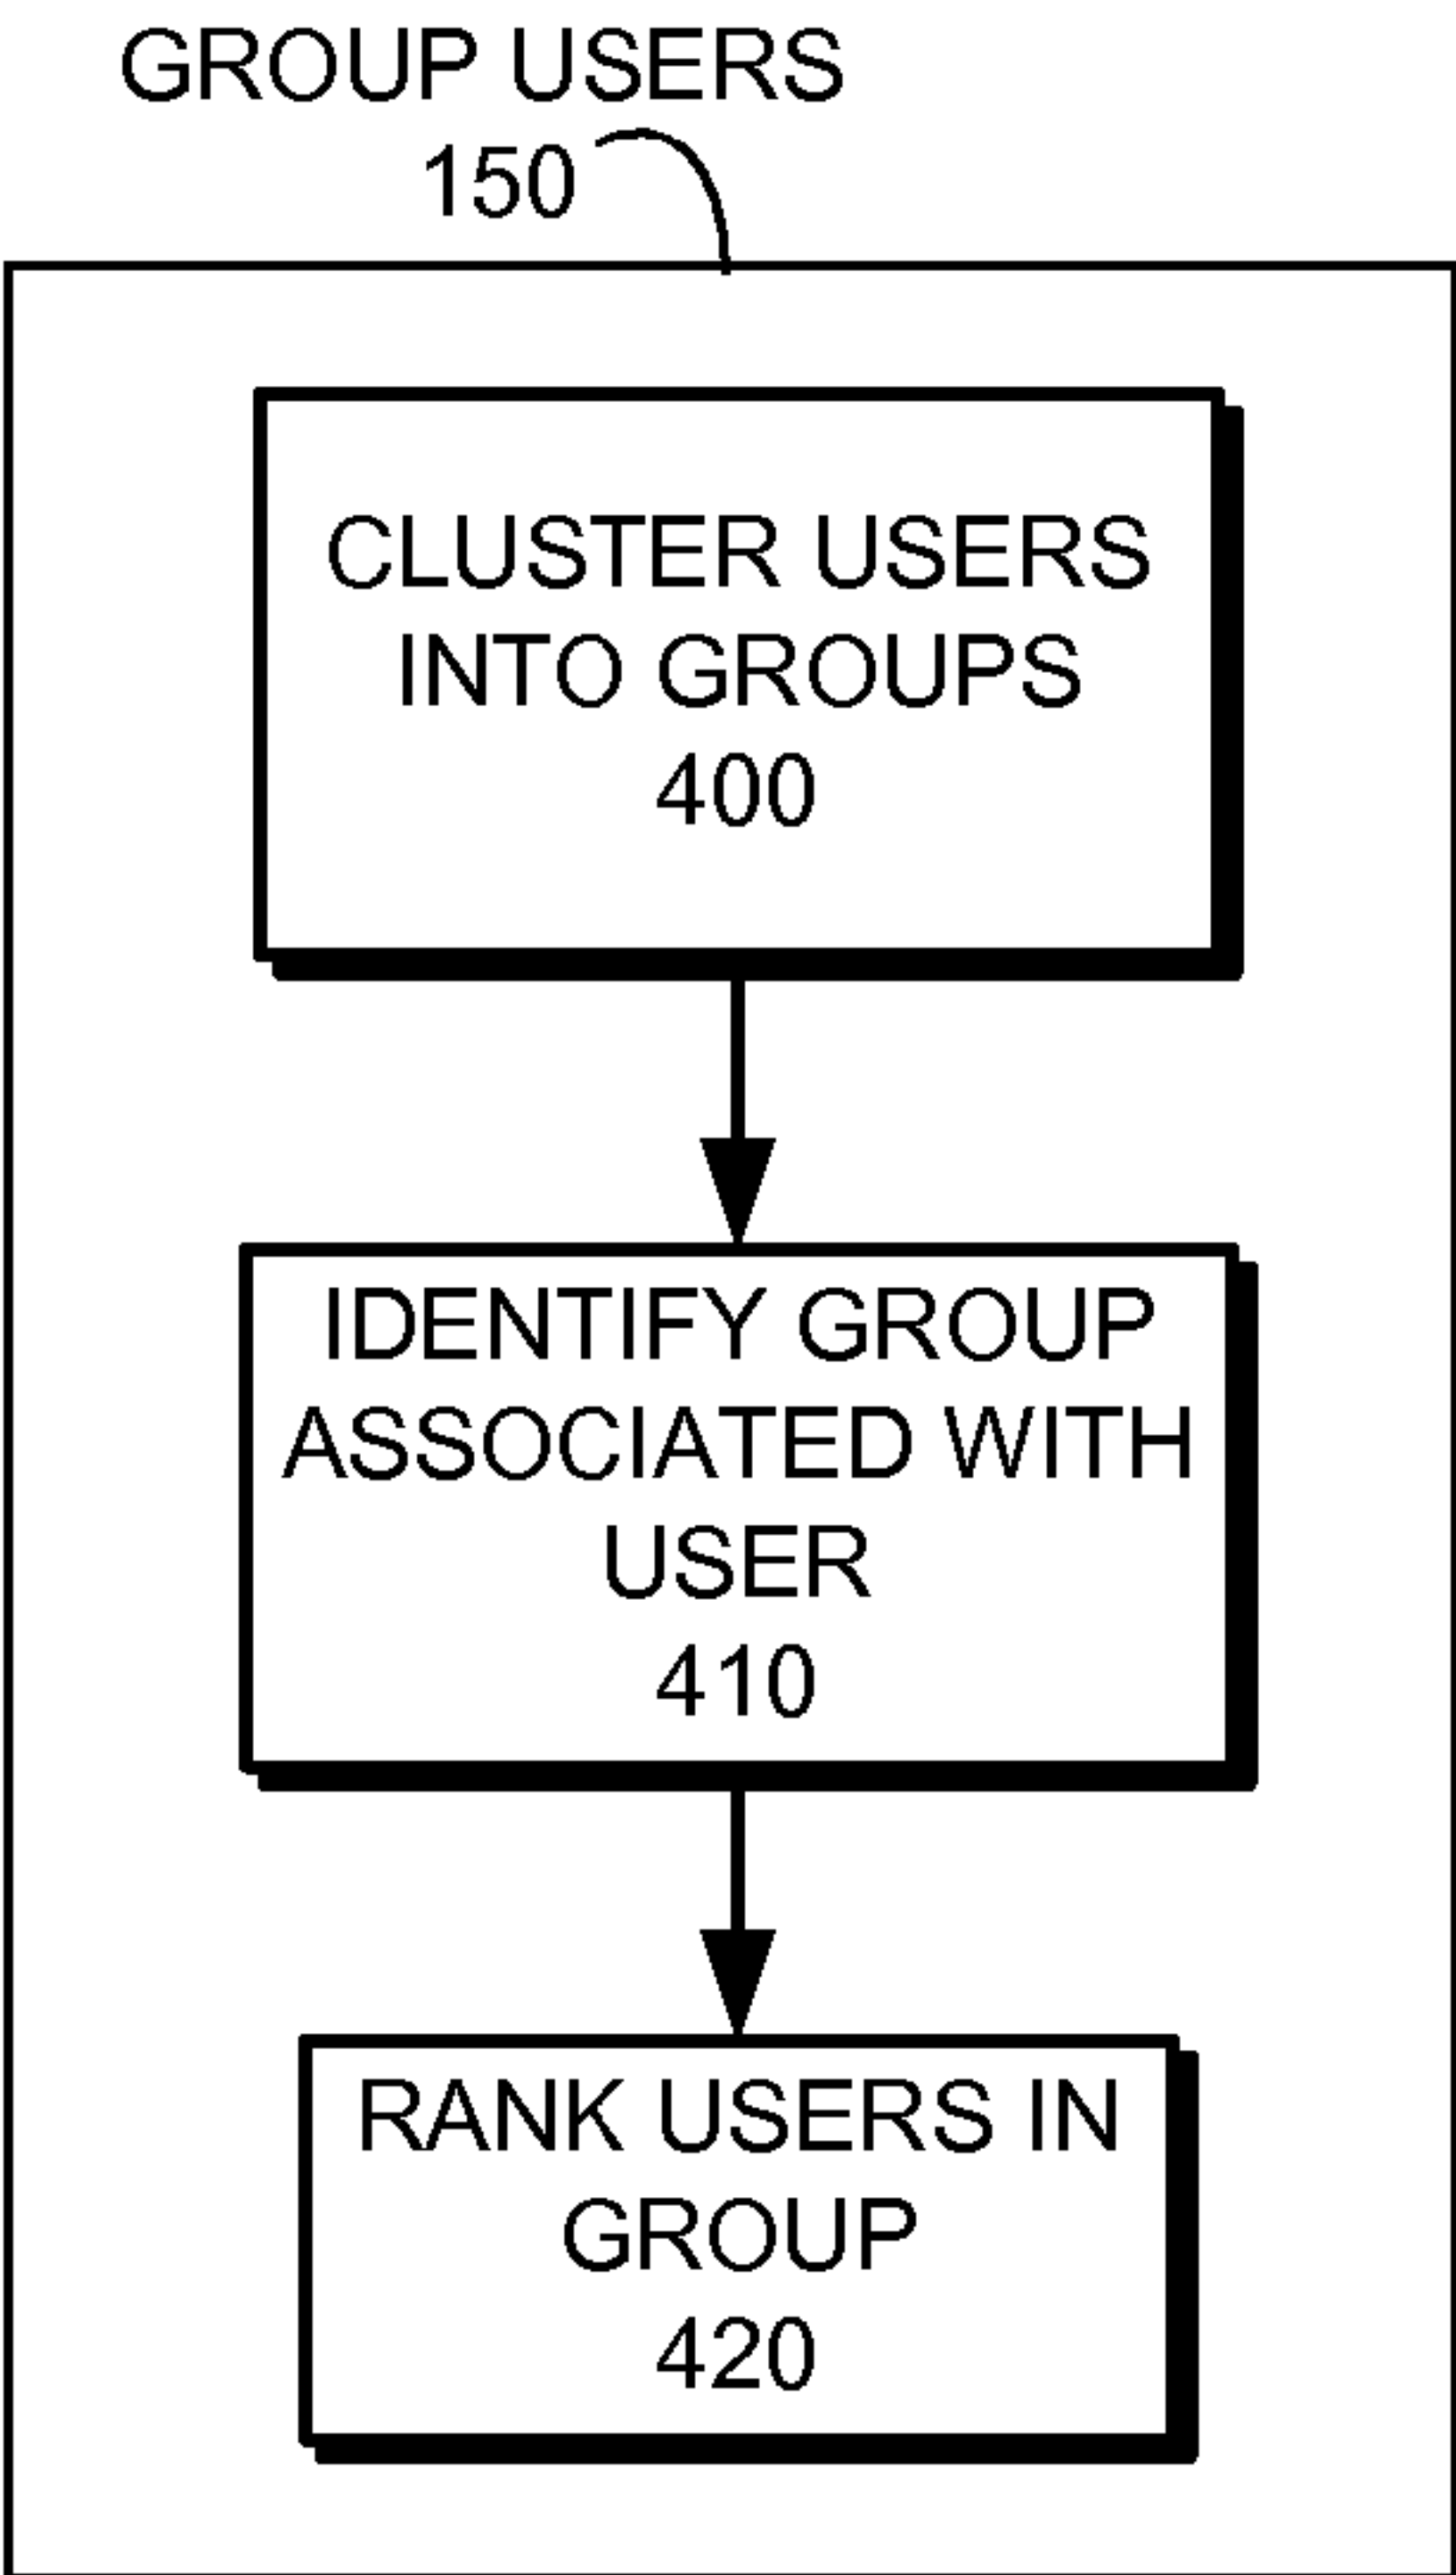 GROUP USERS
150
CLUSTER USERS
INTO GROUPS
400
IDENTIFY GROUP
ASSOCIATED WITH
USER
410
RANK USERS IN
GROUP
420